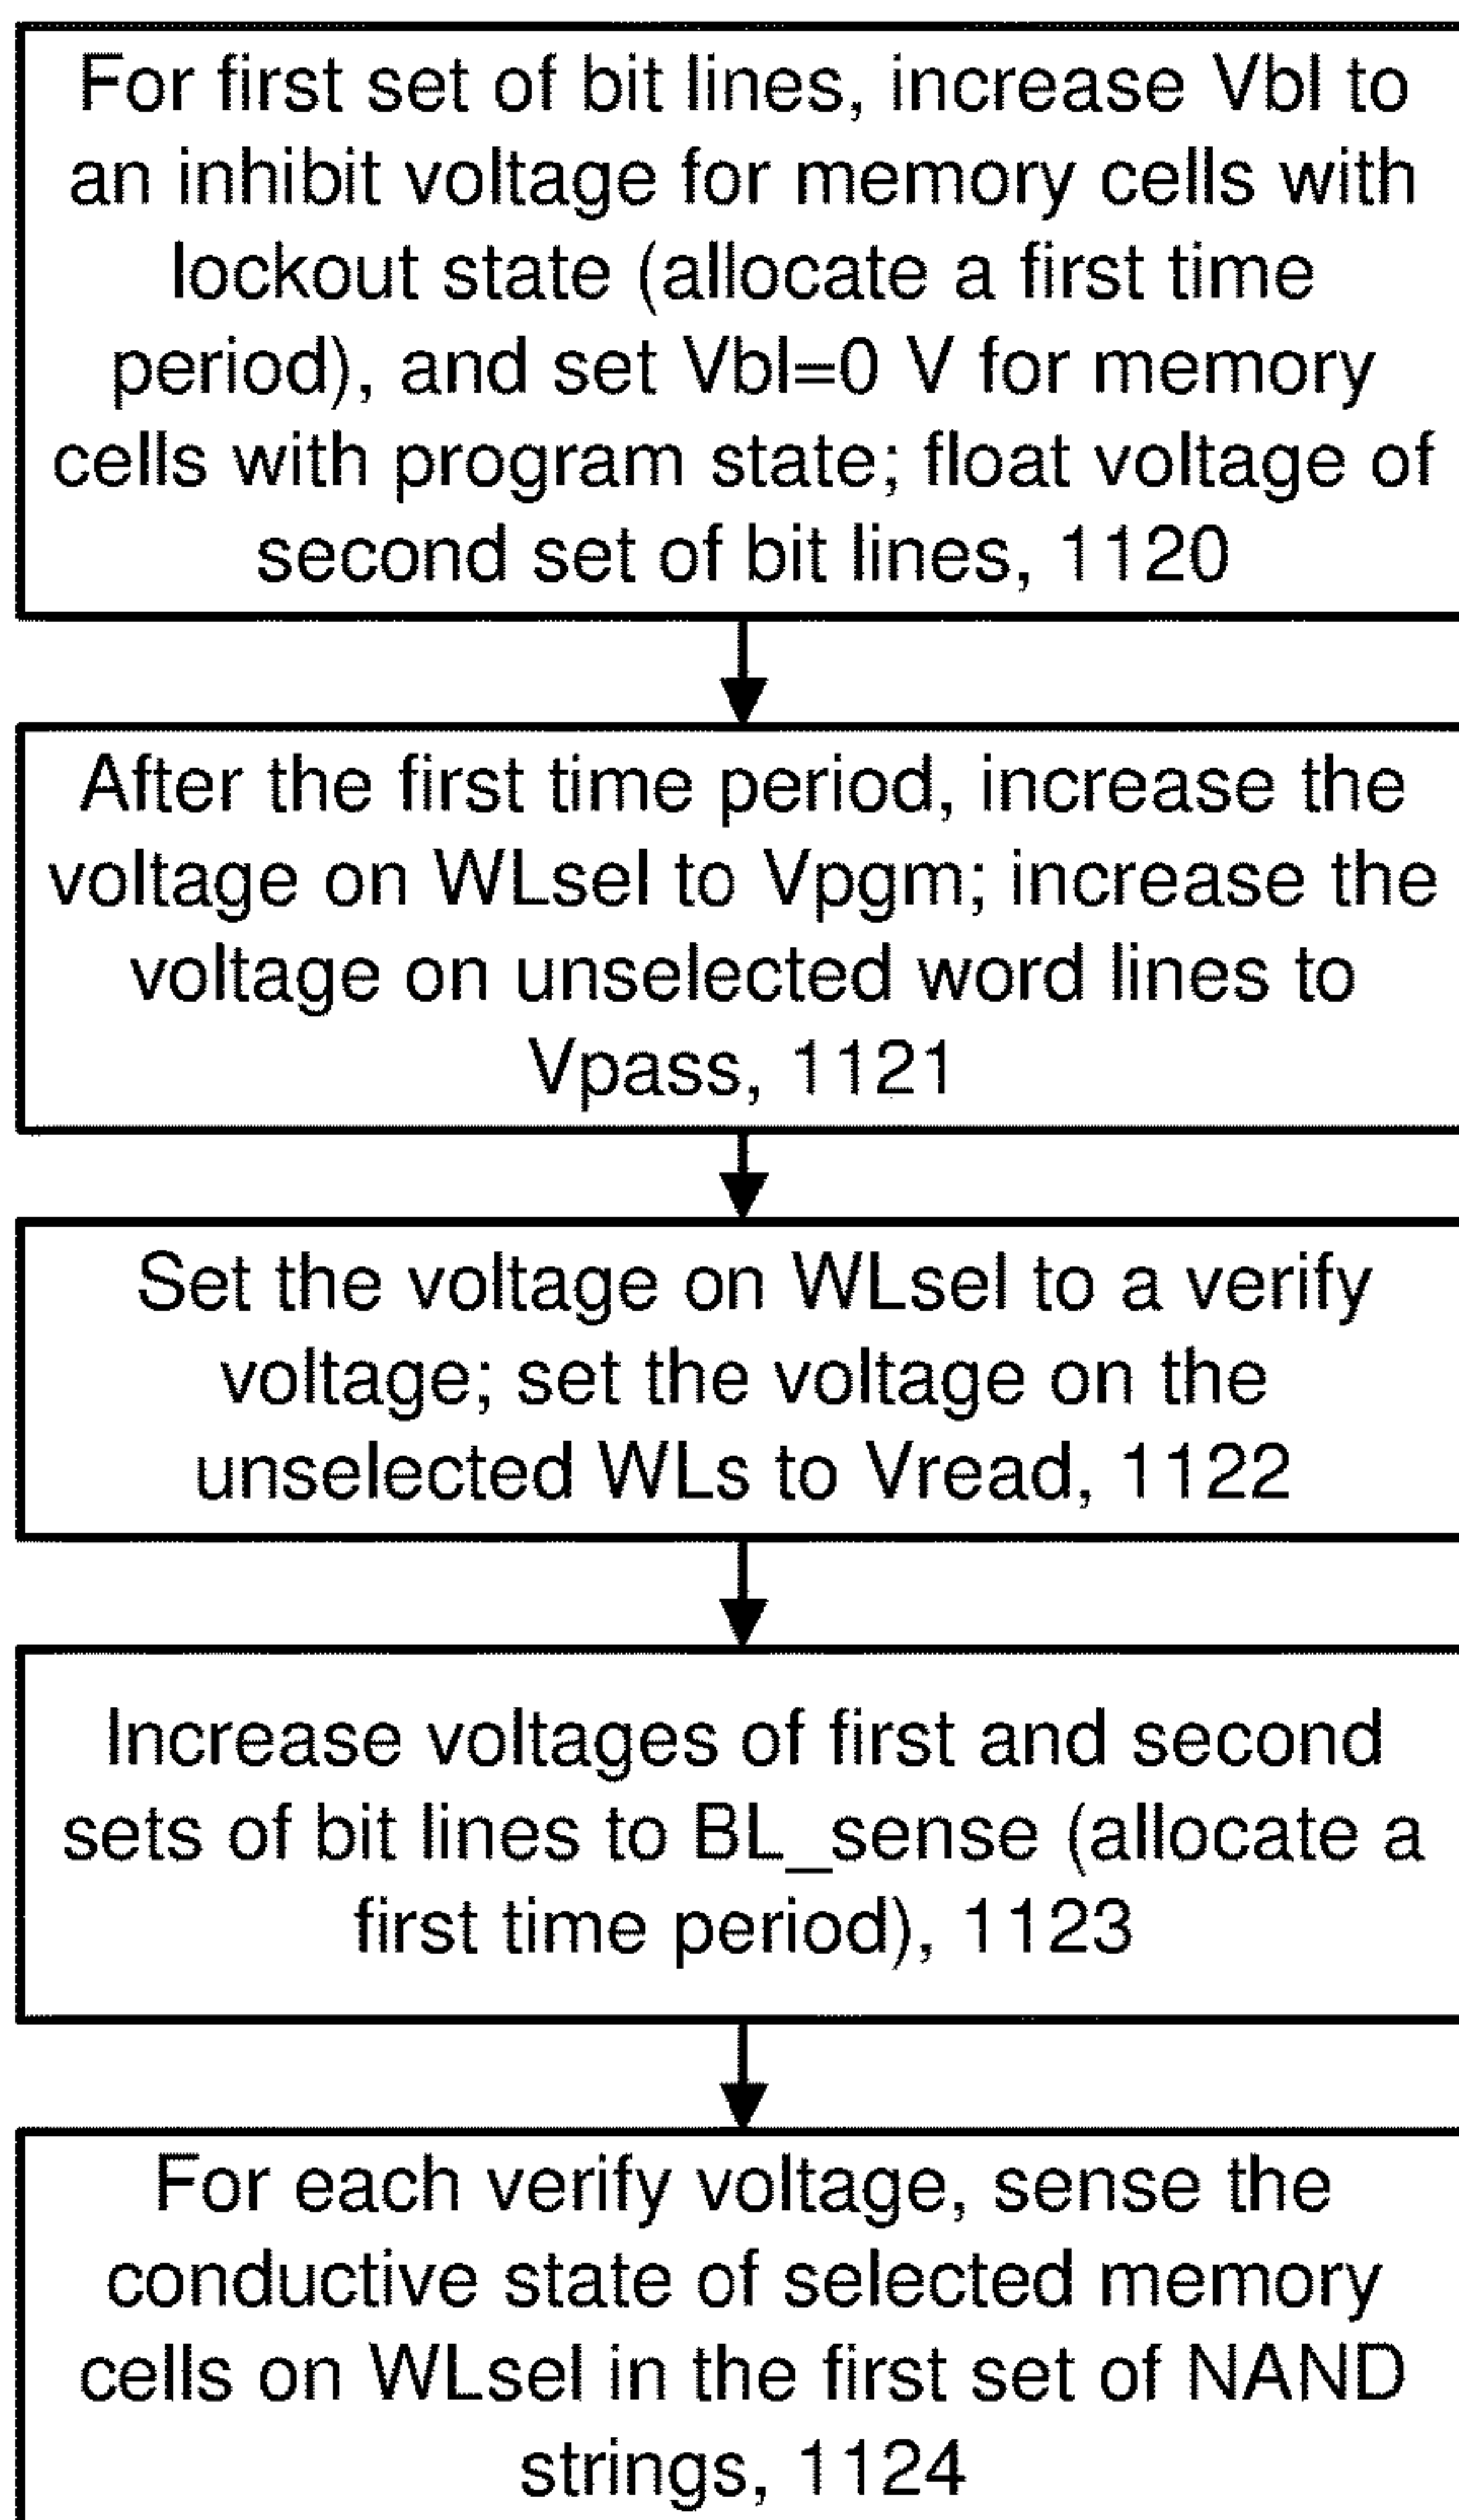 For first set of bit lines, increase Vbl to
an inhibit voltage for memory cells with
lockout state (allocate a first time
period), and set Vbl=0 V for memory
cells with program state; float voltage of
second set of bit lines, 1120
After the first time period, increase the
voltage on WLsel to Vpgm; increase the
voltage on unselected word lines to
Vpass, 1121
Set the voltage on WLsel to a verify
voltage; set the voltage on the
unselected WLs to Vread, 1122
Increase voltages of first and second
sets of bit lines to BL_sense (allocate a
first time period), 1123
For each verify voltage, sense the
conductive state of selected memory
cells on WLsel in the first set of NAND
strings, 1124